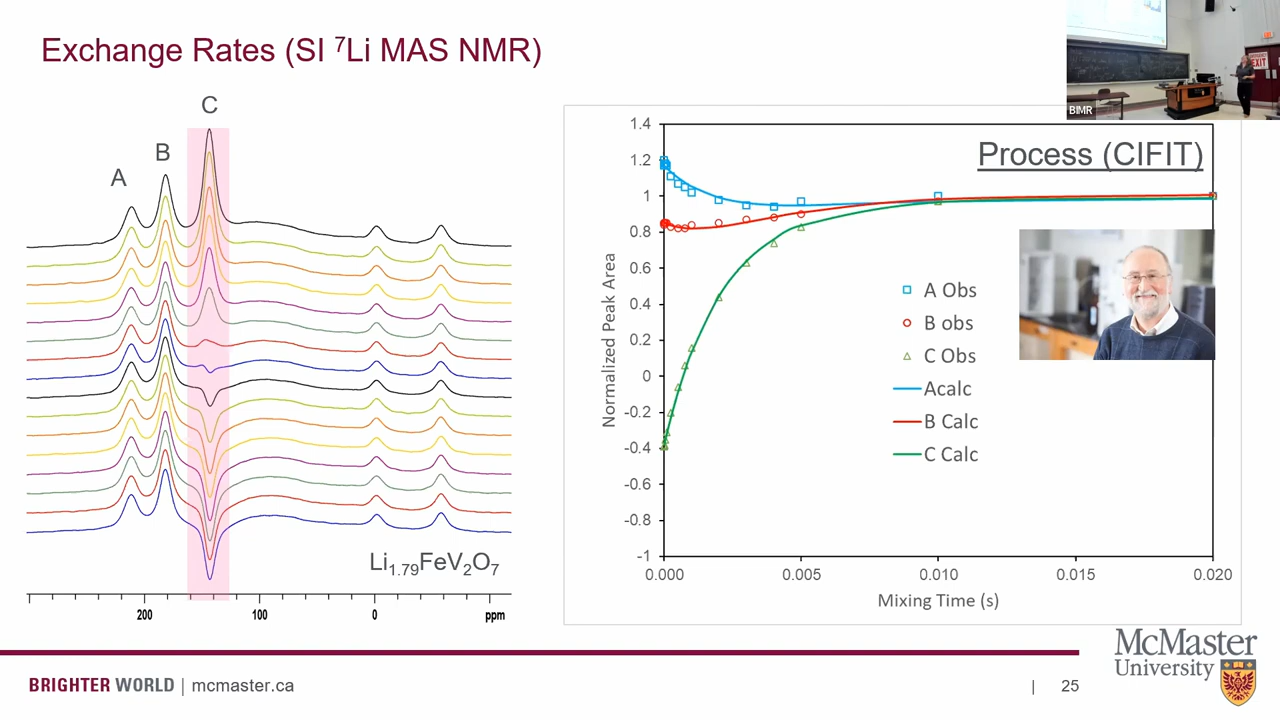 Exchange Rates (SI ⁷Li MAS NMR)
BIMR
EXIT
A
B
C
Li₁.₇₉FeV₂O₇
200
100
0
ppm
Process (CIFIT)
Normalized Peak Area
1.4
1.2
1
0.8
0.6
0.4
0.2
0
-0.2
-0.4
-0.6
-0.8
-1
0.000
0.005
0.010
0.015
0.020
Mixing Time (s)
A Obs
B obs
C Obs
Acalc
B Calc
C Calc
BRIGHTER WORLD | mcmaster.ca
| 25
McMaster
University